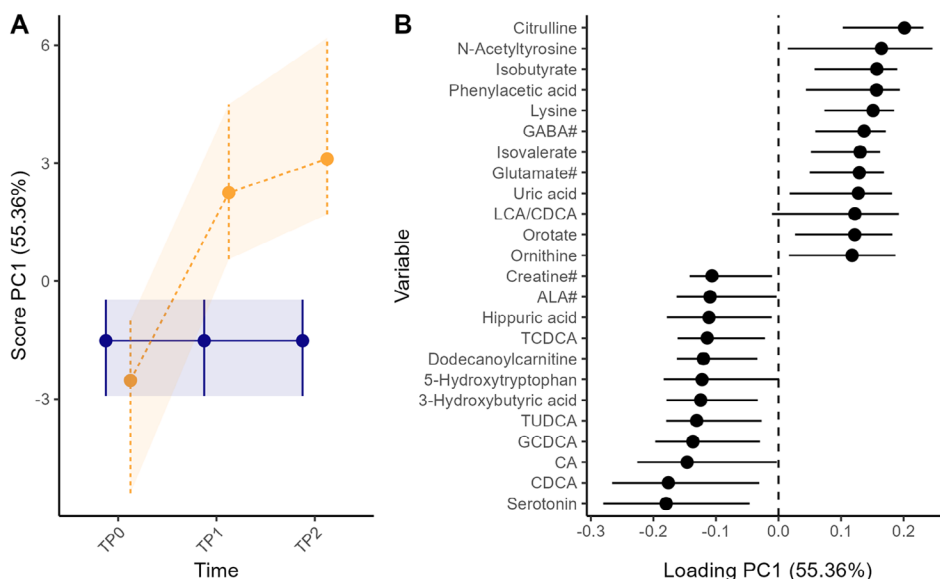 A
Score PC1 (55.36%)
6
3
0
-3
TP0
TP1
TP2
Time
B
Variable
Citrulline
N-Acetyltyrosine
Isobutyrate
Phenylacetic acid
Lysine
GABA#
Isovalerate
Glutamate#
Uric acid
LCA/CDCA
Orotate
Ornithine
Creatine#
ALA#
Hippuric acid
TCDCA
Dodecanoylcarnitine
5-Hydroxytryptophan
3-Hydroxybutyric acid
TUDCA
GCDCA
CA
CDCA
Serotonin
-0.3
-0.2
-0.1
0.0
0.1
0.2
Loading PC1 (55.36%)